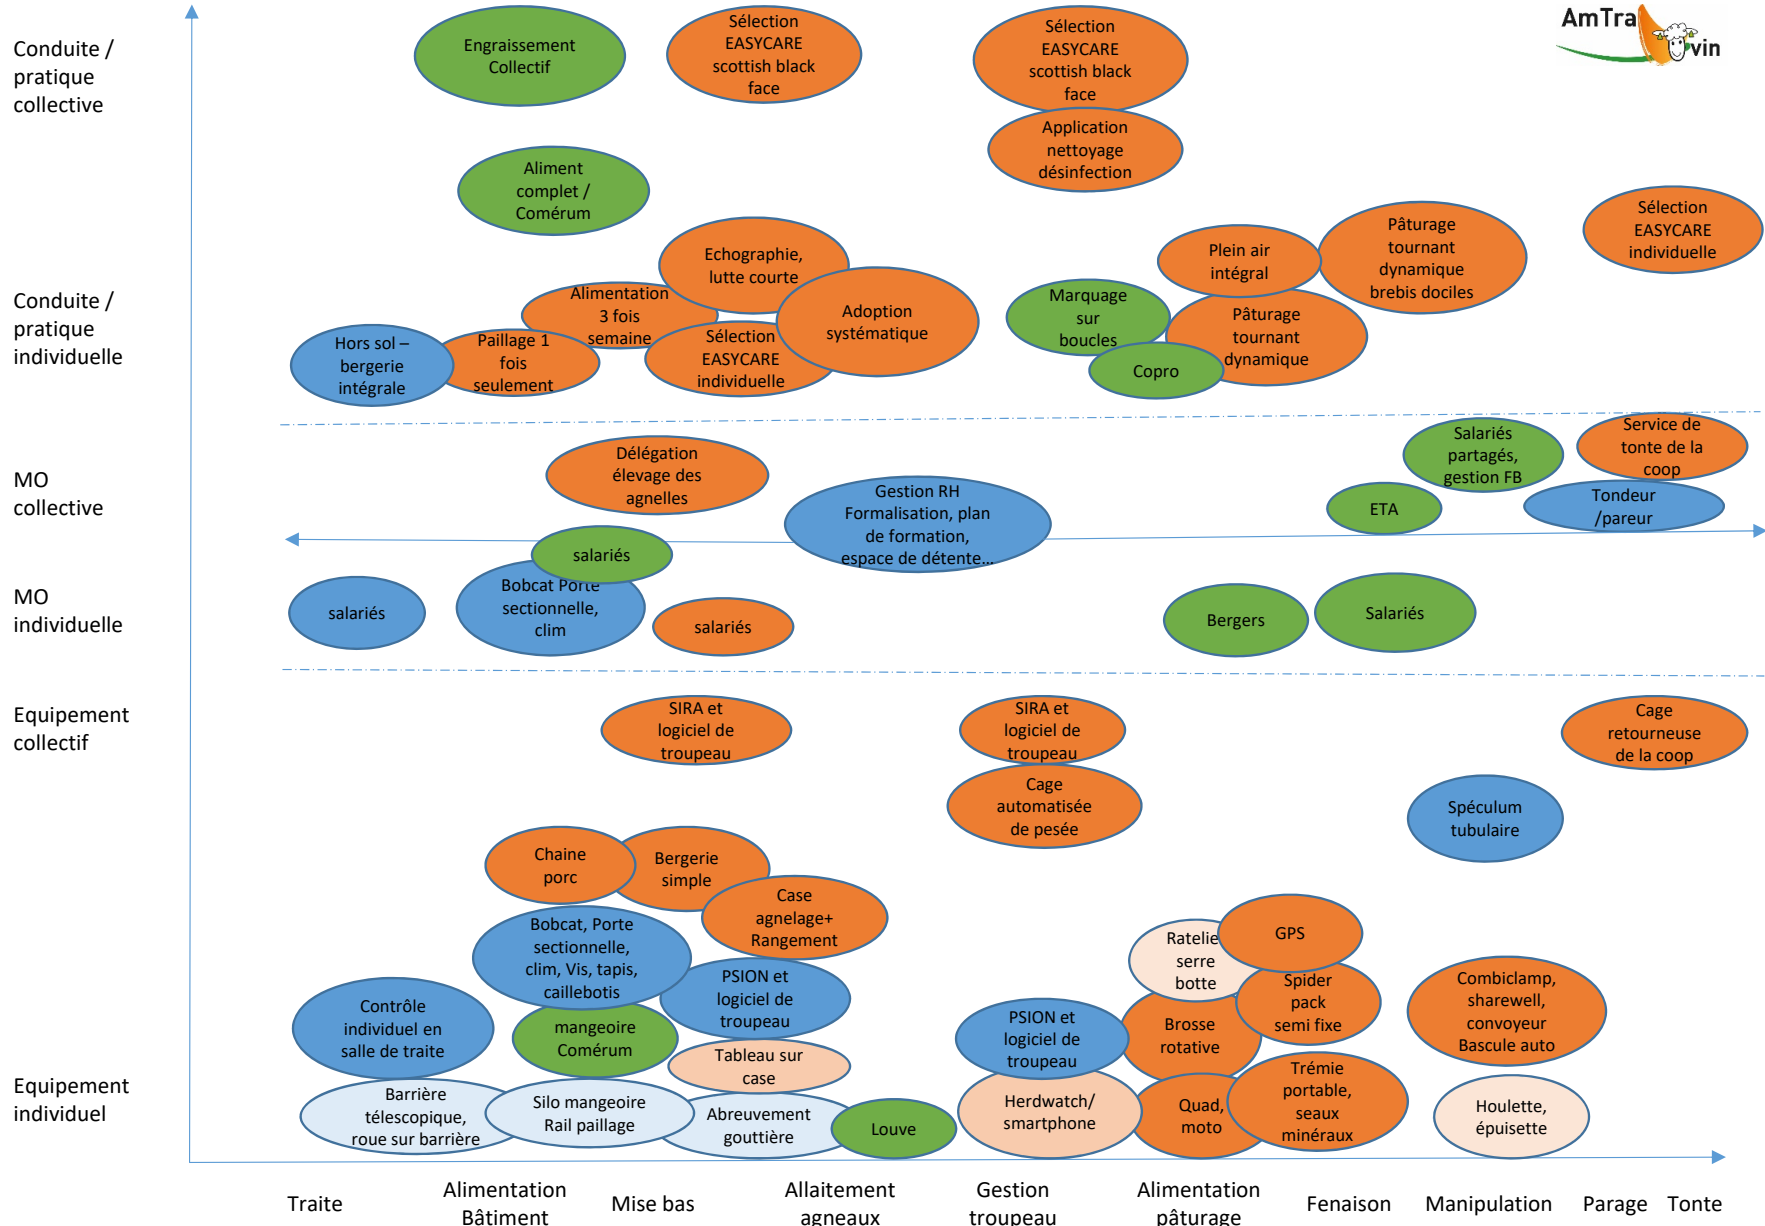 AmTra
vin
Conduite /
pratique
collective
Engraissement
Collectif
Sélection
EASYCARE
scottish black
face
Sélection
EASYCARE
scottish black
face
Application
nettoyage
désinfection
Aliment
complet /
Comérum
Sélection
EASYCARE
individuelle
Conduite /
pratique
individuelle
Echographie,
lutte courte
Alimentation
3 fois
semaine
Adoption
systématique
Hors sol –
bergerie
intégrale
Paillage 1
fois
seulement
Sélection
EASYCARE
individuelle
Marquage
sur
boucles
Copro
Plein air
intégral
Pâturage
tournant
dynamique
Pâturage
tournant
dynamique
brebis dociles
MO
collective
Délégation
élevage des
agnelles
Gestion RH
Formalisation, plan
de formation,
espace de détente…
ETA
Salariés
partagés,
gestion FB
Service de
tonte de la
coop
Tondeur
/pareur
MO
individuelle
salariés
salariés
Bobcat Porte
sectionnelle,
clim
salariés
Bergers
Salariés
Equipement
collectif
SIRA et
logiciel de
troupeau
SIRA et
logiciel de
troupeau
Cage
automatisée
de pesée
Cage
retourneuse
de la coop
Spéculum
tubulaire
Equipement
individuel
Chaine
porc
Bergerie
simple
Case
agnelage+
Rangement
Bobcat, Porte
sectionnelle,
clim, Vis, tapis,
caillebotis
PSION et
logiciel de
troupeau
Contrôle
individuel en
salle de traite
mangeoire
Comérum
Tableau sur
case
Barrière
télescopique,
roue sur barrière
Silo mangeoire
Rail paillage
Abreuvement
gouttière
Louve
PSION et
logiciel de
troupeau
Herdwatch/
smartphone
Ratelie
serre
botte
GPS
Spider
pack
semi fixe
Brosse
rotative
Quad,
moto
Trémie
portable,
seaux
minéraux
Combiclamp,
sharewell,
convoyeur
Bascule auto
Houlette,
épuisette
Traite
Alimentation
Bâtiment
Mise bas
Allaitement
agneaux
Gestion
troupeau
Alimentation
pâturage
Fenaison
Manipulation
Parage
Tonte